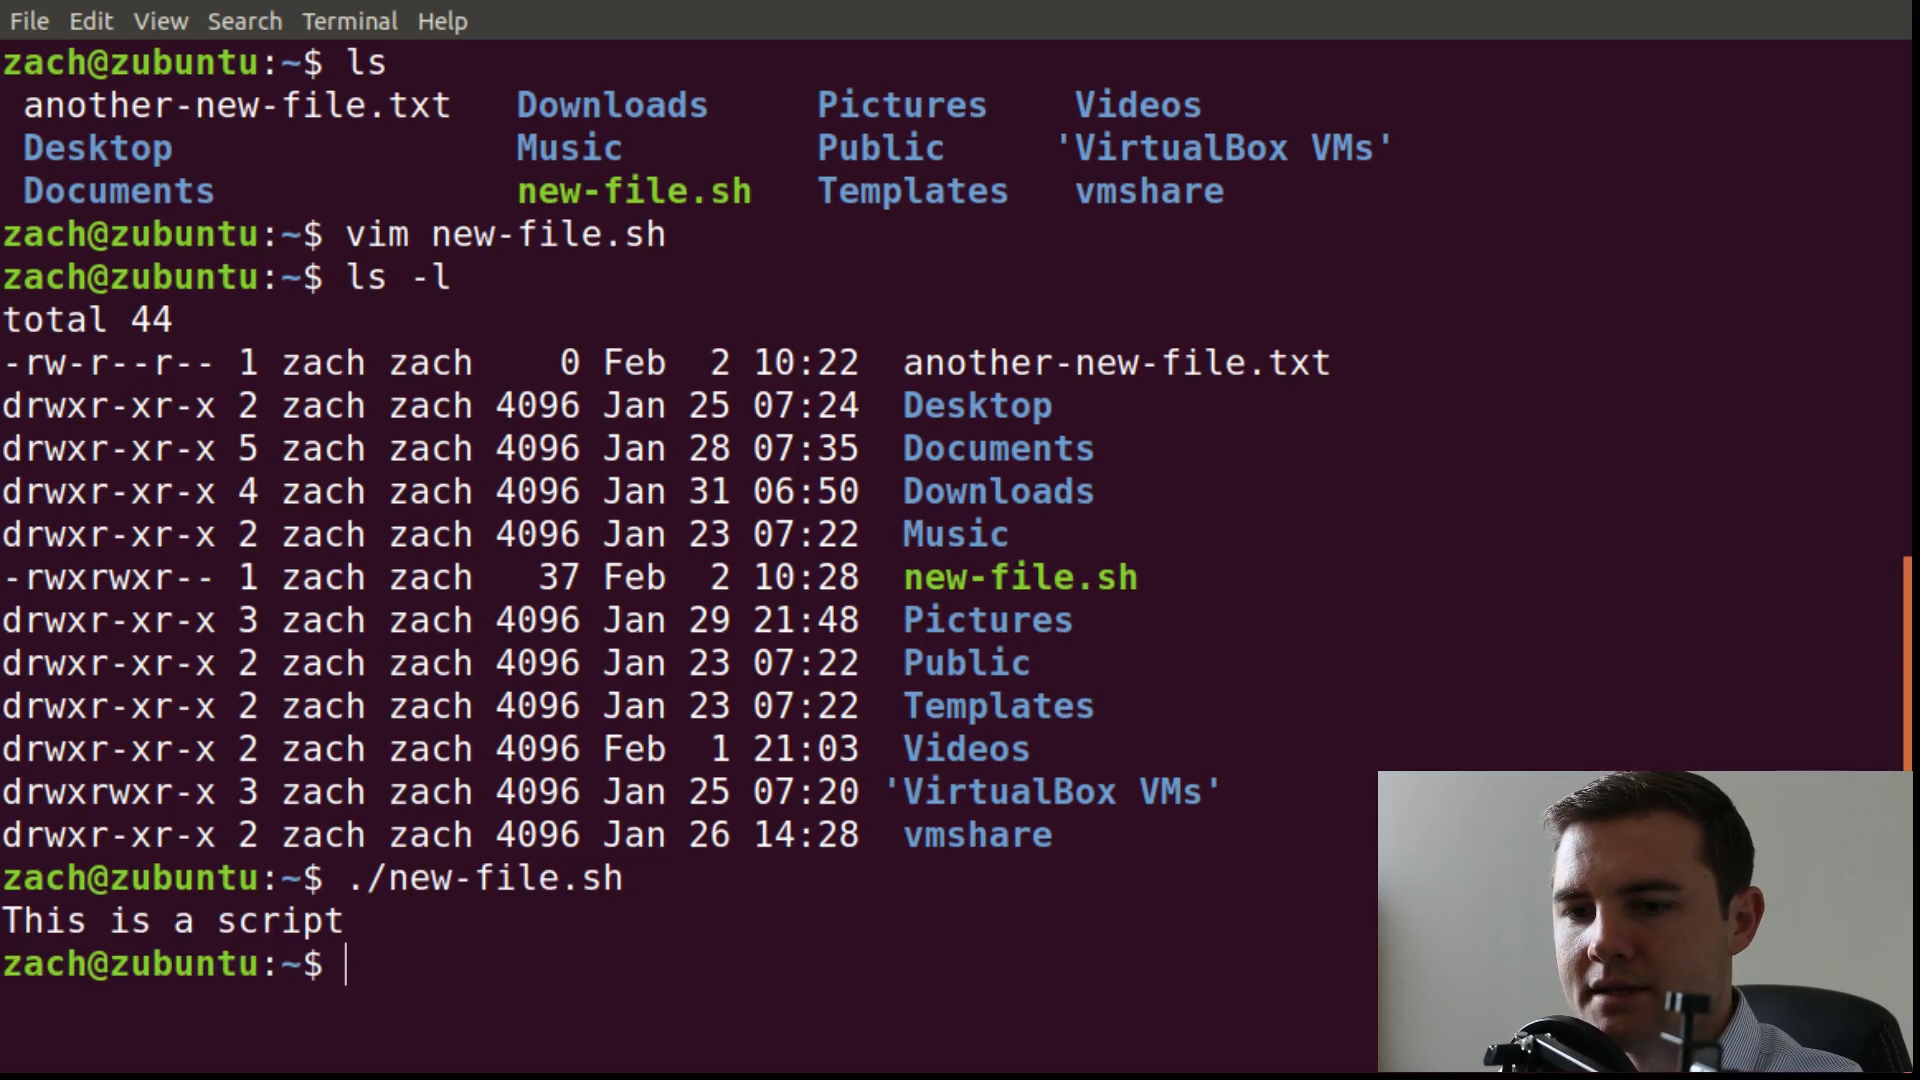 File Edit View Search Terminal Help
zach@zubuntu:~$ ls
another-new-file.txt Downloads Pictures Videos
Desktop Music Public 'VirtualBox VMs'
Documents new-file.sh Templates vmshare
zach@zubuntu:~$ vim new-file.sh
zach@zubuntu:~$ ls -l
total 44
-rw-r--r-- 1 zach zach    0 Feb  2 10:22  another-new-file.txt
drwxr-xr-x 2 zach zach 4096 Jan 25 07:24  Desktop
drwxr-xr-x 5 zach zach 4096 Jan 28 07:35  Documents
drwxr-xr-x 4 zach zach 4096 Jan 31 06:50  Downloads
drwxr-xr-x 2 zach zach 4096 Jan 23 07:22  Music
-rwxrwxr-- 1 zach zach   37 Feb  2 10:28  new-file.sh
drwxr-xr-x 3 zach zach 4096 Jan 29 21:48  Pictures
drwxr-xr-x 2 zach zach 4096 Jan 23 07:22  Public
drwxr-xr-x 2 zach zach 4096 Jan 23 07:22  Templates
drwxr-xr-x 2 zach zach 4096 Feb  1 21:03  Videos
drwxrwxr-x 3 zach zach 4096 Jan 25 07:20 'VirtualBox VMs'
drwxr-xr-x 2 zach zach 4096 Jan 26 14:28  vmshare
zach@zubuntu:~$ ./new-file.sh
This is a script
zach@zubuntu:~$